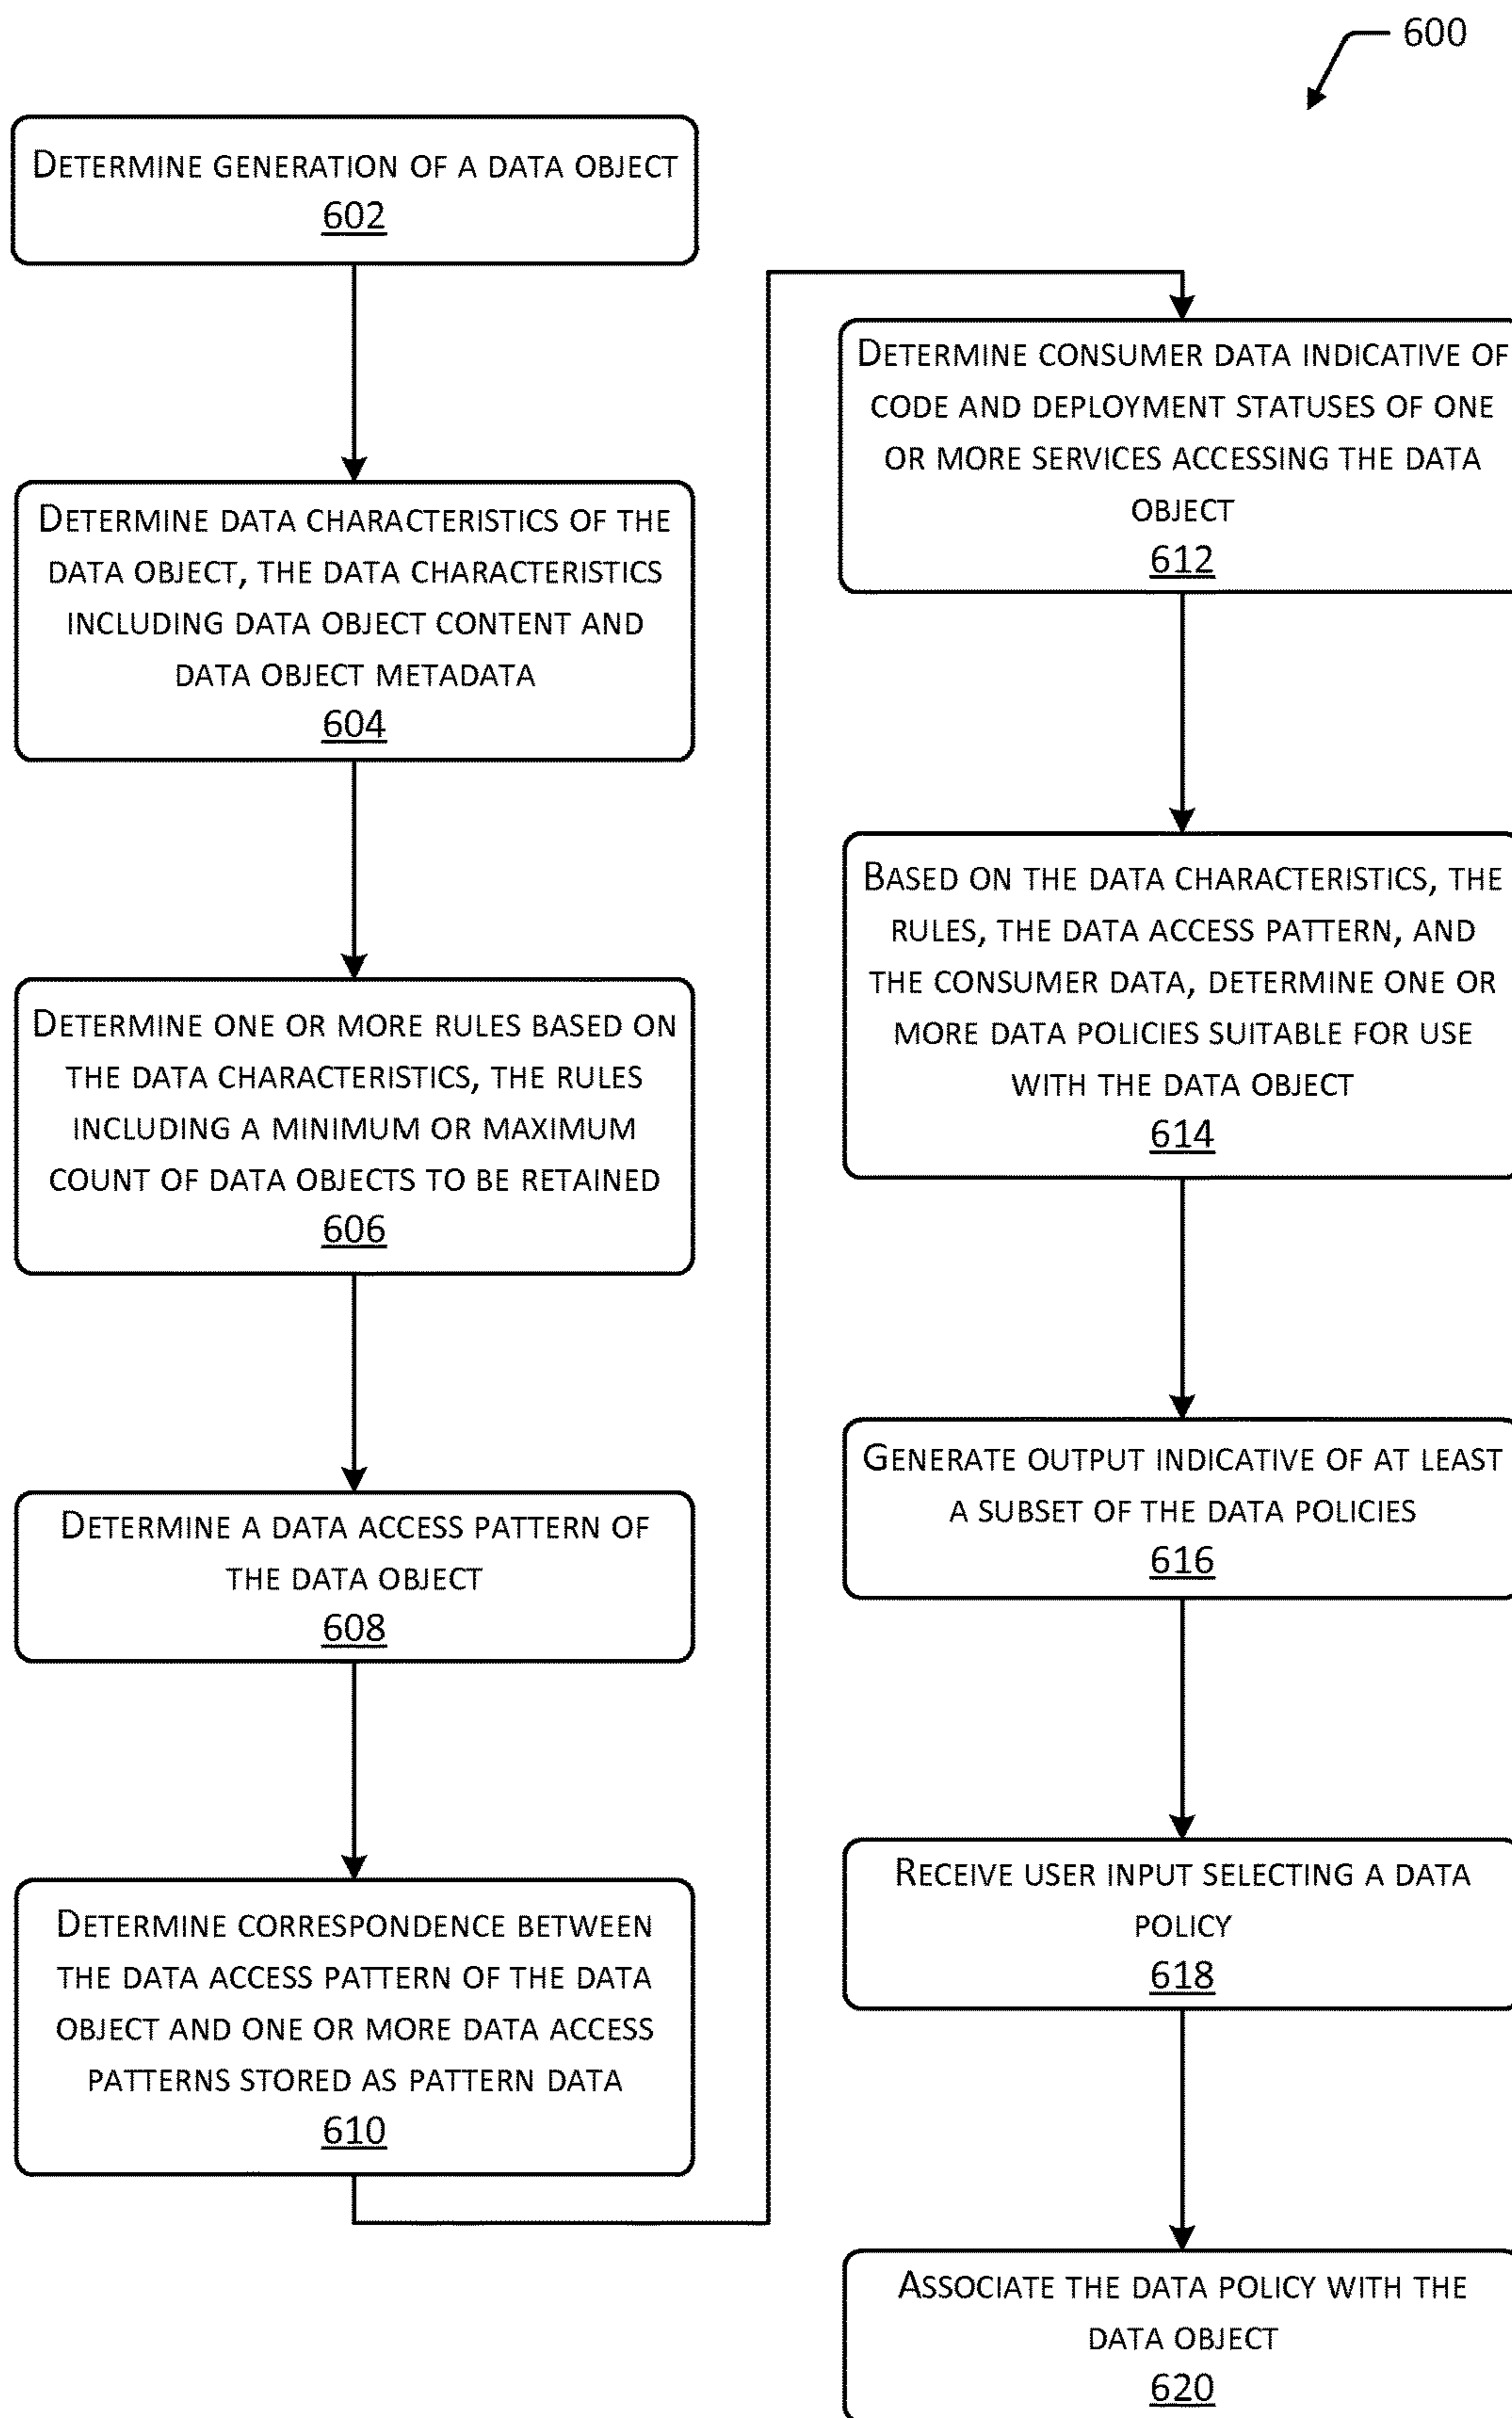 600
DETERMINE GENERATION OF A DATA OBJECT
602
DETERMINE DATA CHARACTERISTICS OF THE
DATA OBJECT, THE DATA CHARACTERISTICS
INCLUDING DATA OBJECT CONTENT AND
DATA OBJECT METADATA
604
DETERMINE ONE OR MORE RULES BASED ON
THE DATA CHARACTERISTICS, THE RULES
INCLUDING A MINIMUM OR MAXIMUM
COUNT OF DATA OBJECTS TO BE RETAINED
606
DETERMINE A DATA ACCESS PATTERN OF
THE DATA OBJECT
608
DETERMINE CORRESPONDENCE BETWEEN
THE DATA ACCESS PATTERN OF THE DATA
OBJECT AND ONE OR MORE DATA ACCESS
PATTERNS STORED AS PATTERN DATA
610
DETERMINE CONSUMER DATA INDICATIVE OF
CODE AND DEPLOYMENT STATUSES OF ONE
OR MORE SERVICES ACCESSING THE DATA
OBJECT
612
BASED ON THE DATA CHARACTERISTICS, THE
RULES, THE DATA ACCESS PATTERN, AND
THE CONSUMER DATA, DETERMINE ONE OR
MORE DATA POLICIES SUITABLE FOR USE
WITH THE DATA OBJECT
614
GENERATE OUTPUT INDICATIVE OF AT LEAST
A SUBSET OF THE DATA POLICIES
616
RECEIVE USER INPUT SELECTING A DATA
POLICY
618
ASSOCIATE THE DATA POLICY WITH THE
DATA OBJECT
620